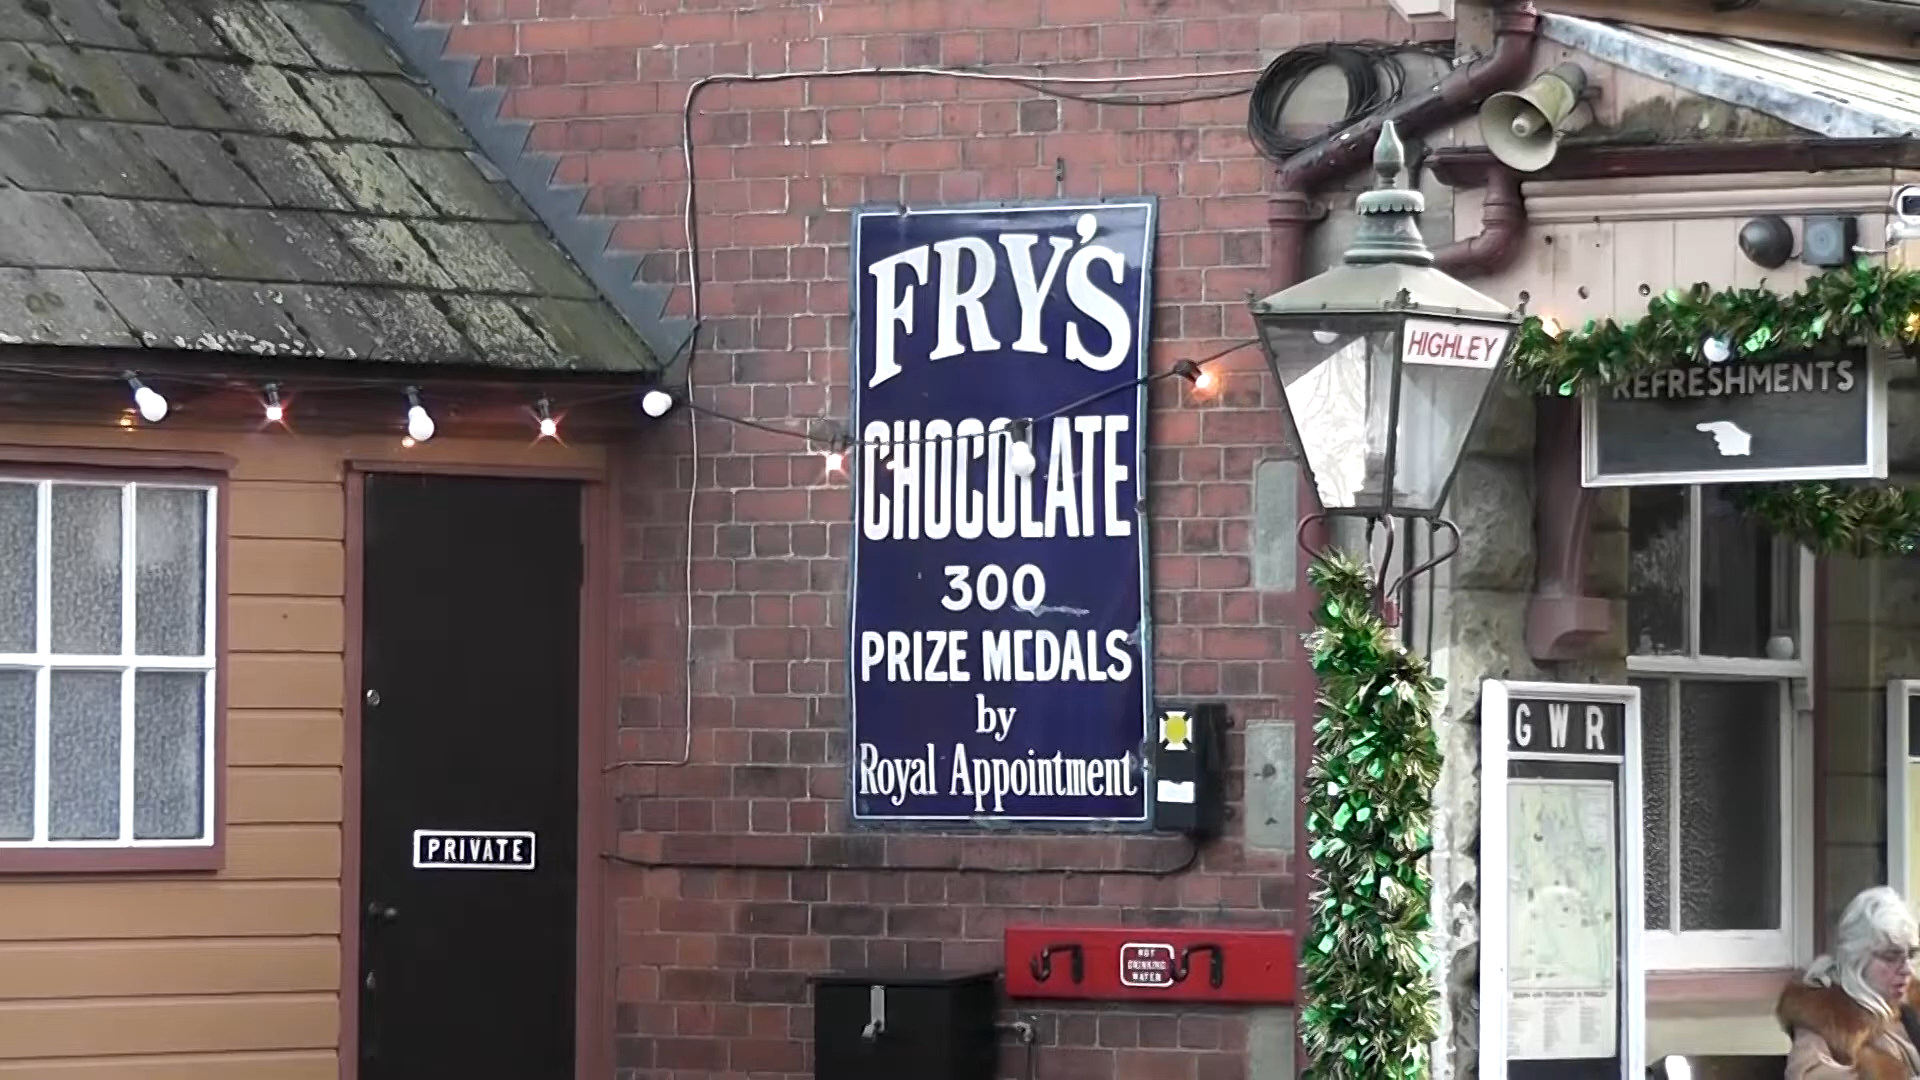 FRY'S
CHOCOLATE
300
PRIZE MEDALS
by
Royal Appointment
HIGHLEY
REFRESHMENTS
GWR
PRIVATE
NOT
DRINKING
WATER